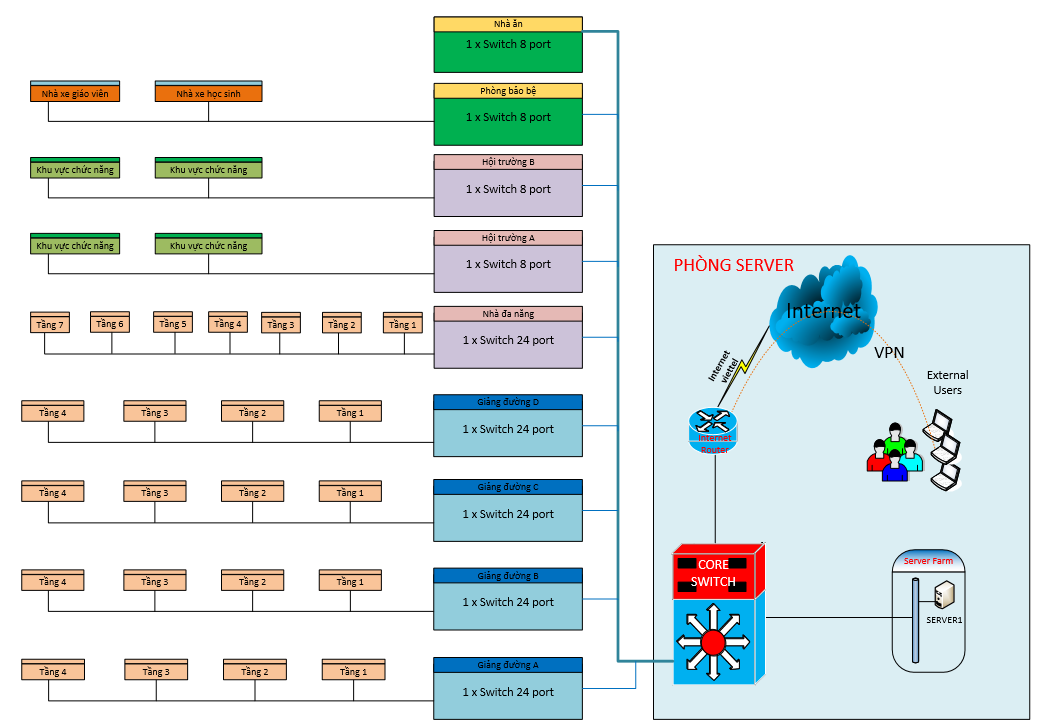 Nhà ăn
1 x Switch 8 port
Nhà xe giáo viên
Nhà xe học sinh
Phòng bảo bệ
1 x Switch 8 port
Khu vực chức năng
Khu vực chức năng
Hội trường B
1 x Switch 8 port
Khu vực chức năng
Khu vực chức năng
Hội trường A
1 x Switch 8 port
Tầng 7
Tầng 6
Tầng 5
Tầng 4
Tầng 3
Tầng 2
Tầng 1
Nhà đa năng
1 x Switch 24 port
Tầng 4
Tầng 3
Tầng 2
Tầng 1
Giảng đường D
1 x Switch 24 port
Tầng 4
Tầng 3
Tầng 2
Tầng 1
Giảng đường C
1 x Switch 24 port
Tầng 4
Tầng 3
Tầng 2
Tầng 1
Giảng đường B
1 x Switch 24 port
Tầng 4
Tầng 3
Tầng 2
Tầng 1
Giảng đường A
1 x Switch 24 port
PHÒNG SERVER
Internet
VPN
Internet
viettel
External
Users
Internet
Router
CORE
SWITCH
Server Farm
SERVER1